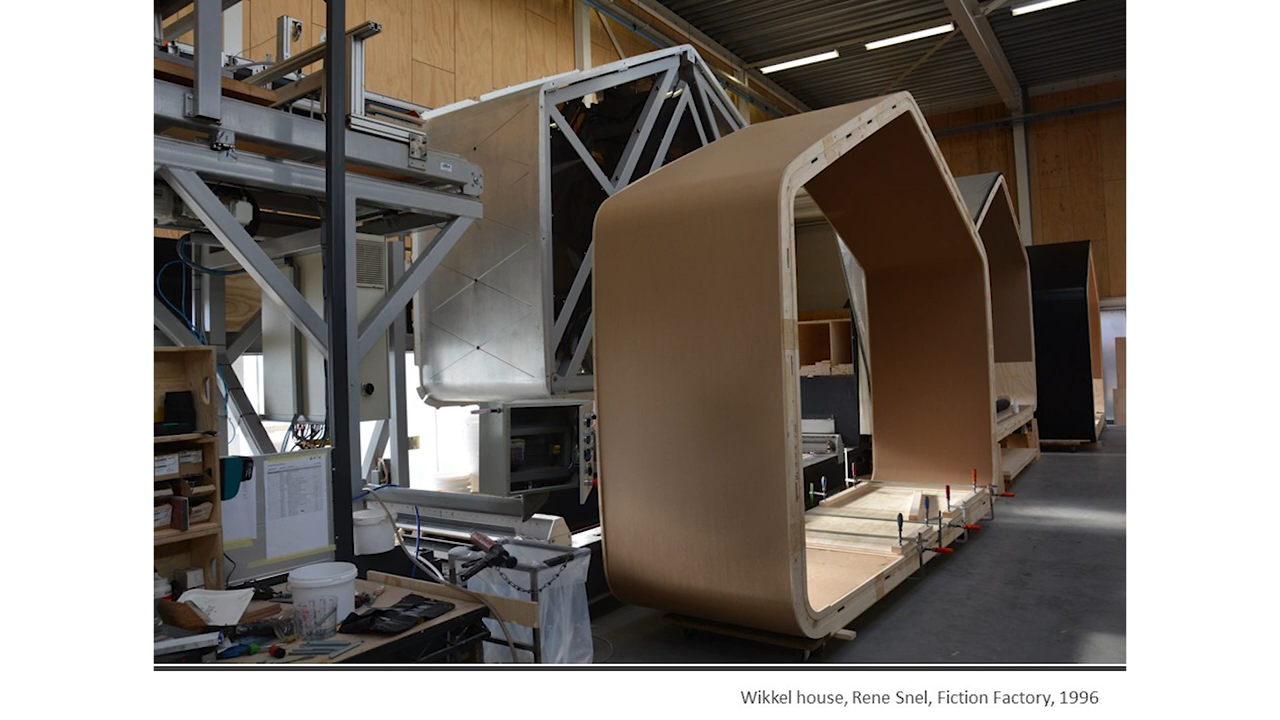 Wikkel house, Rene Snel, Fiction Factory, 1996